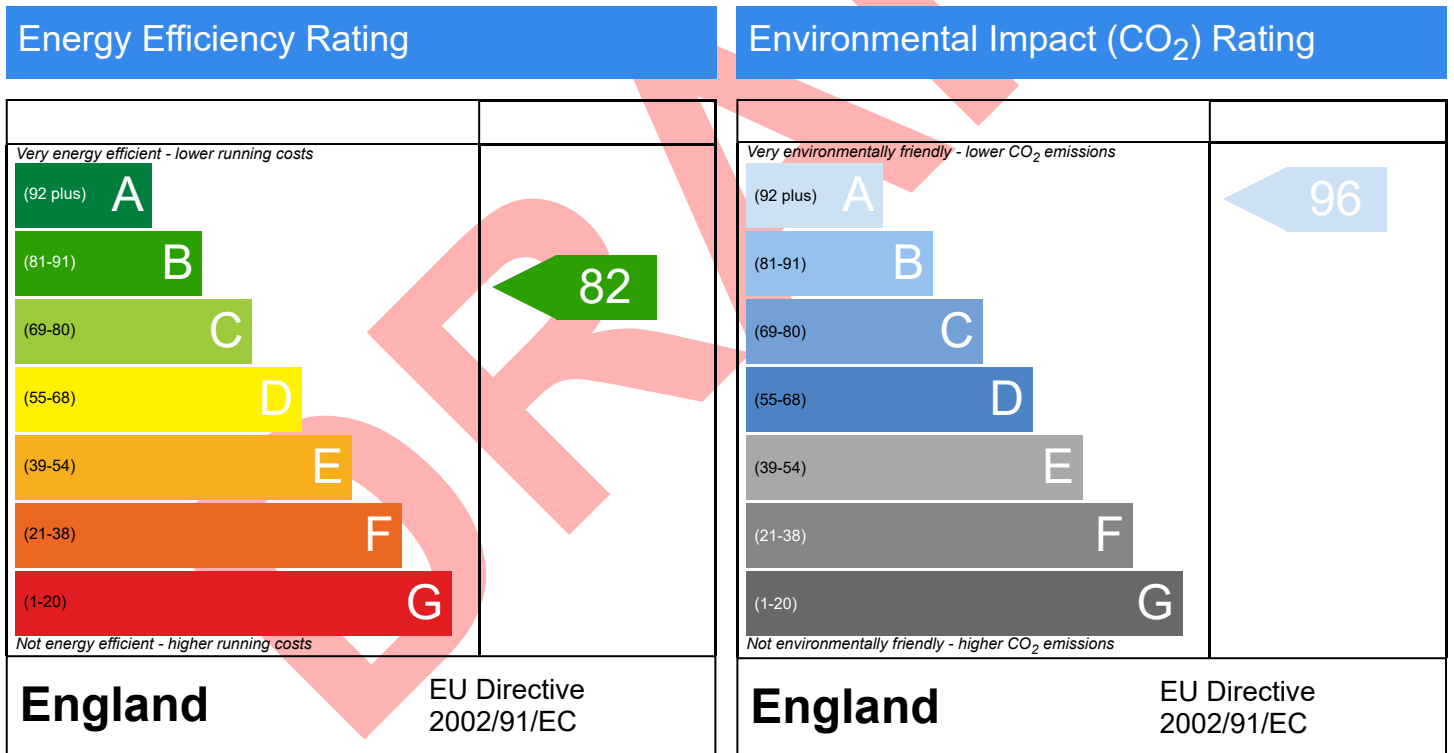 Energy Efficiency Rating
Very energy efficient - lower running costs
(92 plus) A
(81-91) B
(69-80) C
(55-68) D
(39-54) E
(21-38) F
(1-20) G
82
Not energy efficient - higher running costs
England
EU Directive
2002/91/EC
Environmental Impact (CO₂) Rating
Very environmentally friendly - lower CO₂ emissions
(92 plus) A
(81-91) B
(69-80) C
(55-68) D
(39-54) E
(21-38) F
(1-20) G
96
Not environmentally friendly - higher CO₂ emissions
England
EU Directive
2002/91/EC
DRA